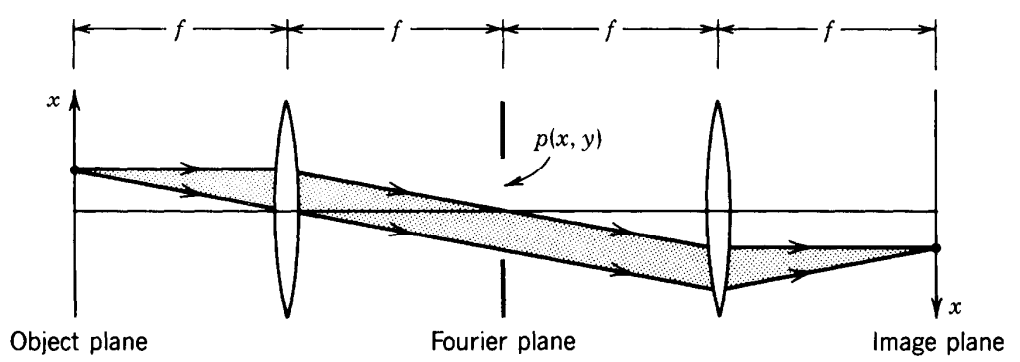 f f f f
x
p(x, y)
x
Object plane Fourier plane Image plane